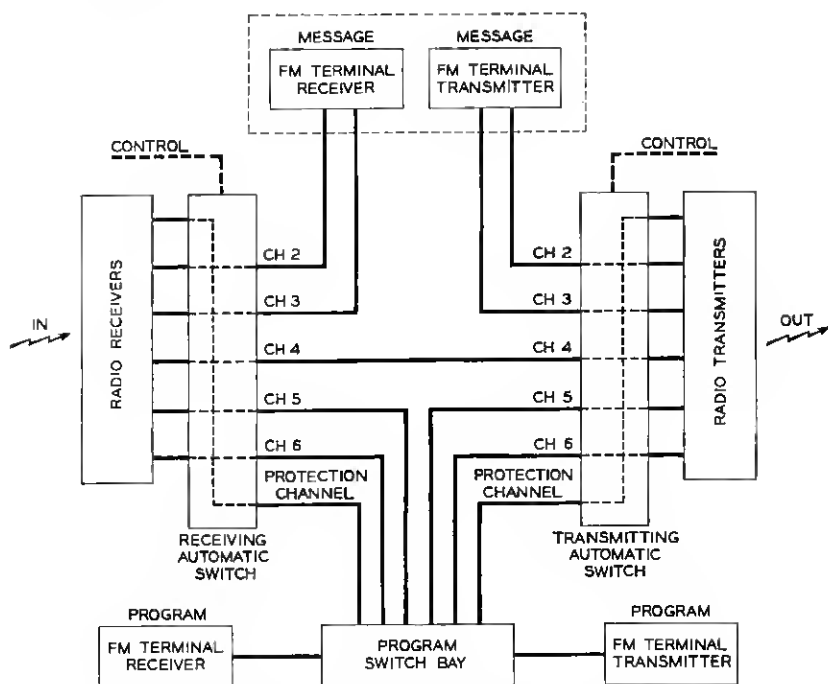 MESSAGE
FM TERMINAL
RECEIVER
MESSAGE
FM TERMINAL
TRANSMITTER
CONTROL
CONTROL
RADIO RECEIVERS
IN
CH 2
CH 3
CH 4
CH 5
CH 6
PROTECTION
CHANNEL
RECEIVING
AUTOMATIC
SWITCH
CH 2
CH 3
CH 4
CH 5
CH 6
PROTECTION
CHANNEL
TRANSMITTING
AUTOMATIC
SWITCH
RADIO TRANSMITTERS
OUT
PROGRAM
FM TERMINAL
RECEIVER
PROGRAM
SWITCH BAY
PROGRAM
FM TERMINAL
TRANSMITTER